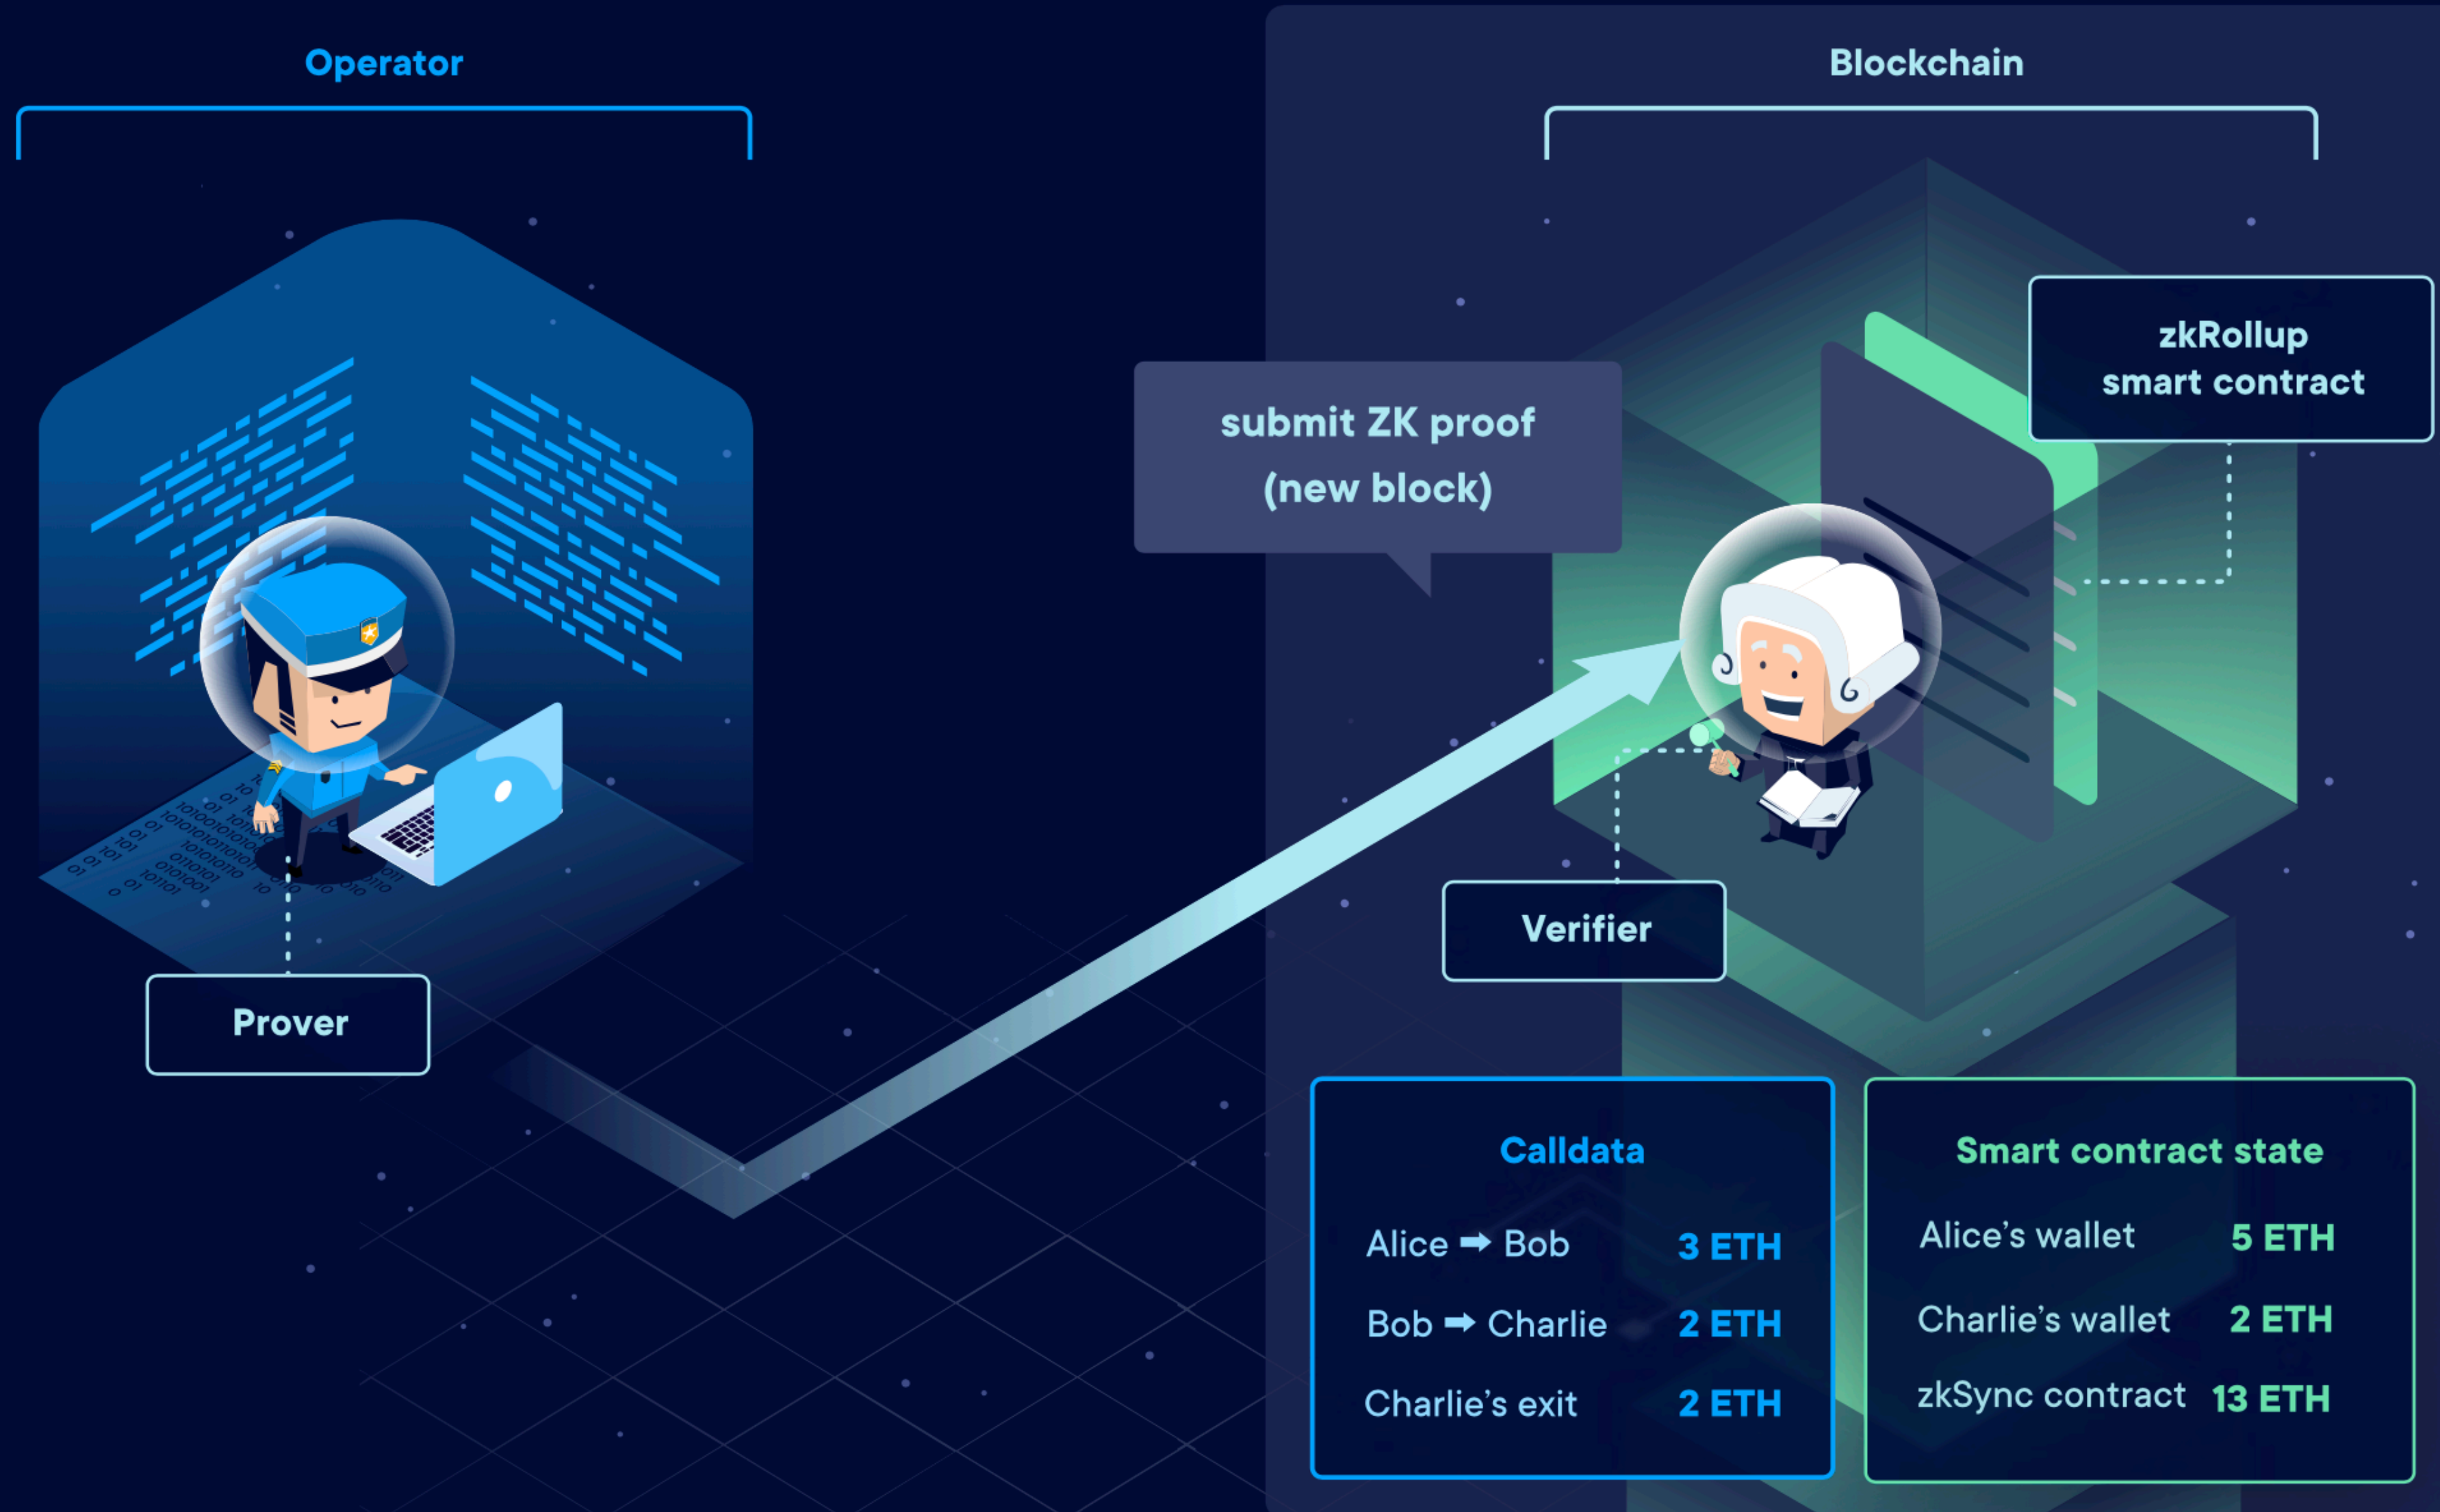 Operator
Blockchain
zkRollup
smart contract
submit ZK proof
(new block)
Verifier
Prover
Calldata
Alice ➡ Bob 3 ETH
Bob ➡ Charlie 2 ETH
Charlie’s exit 2 ETH
Smart contract state
Alice’s wallet 5 ETH
Charlie’s wallet 2 ETH
zkSync contract 13 ETH